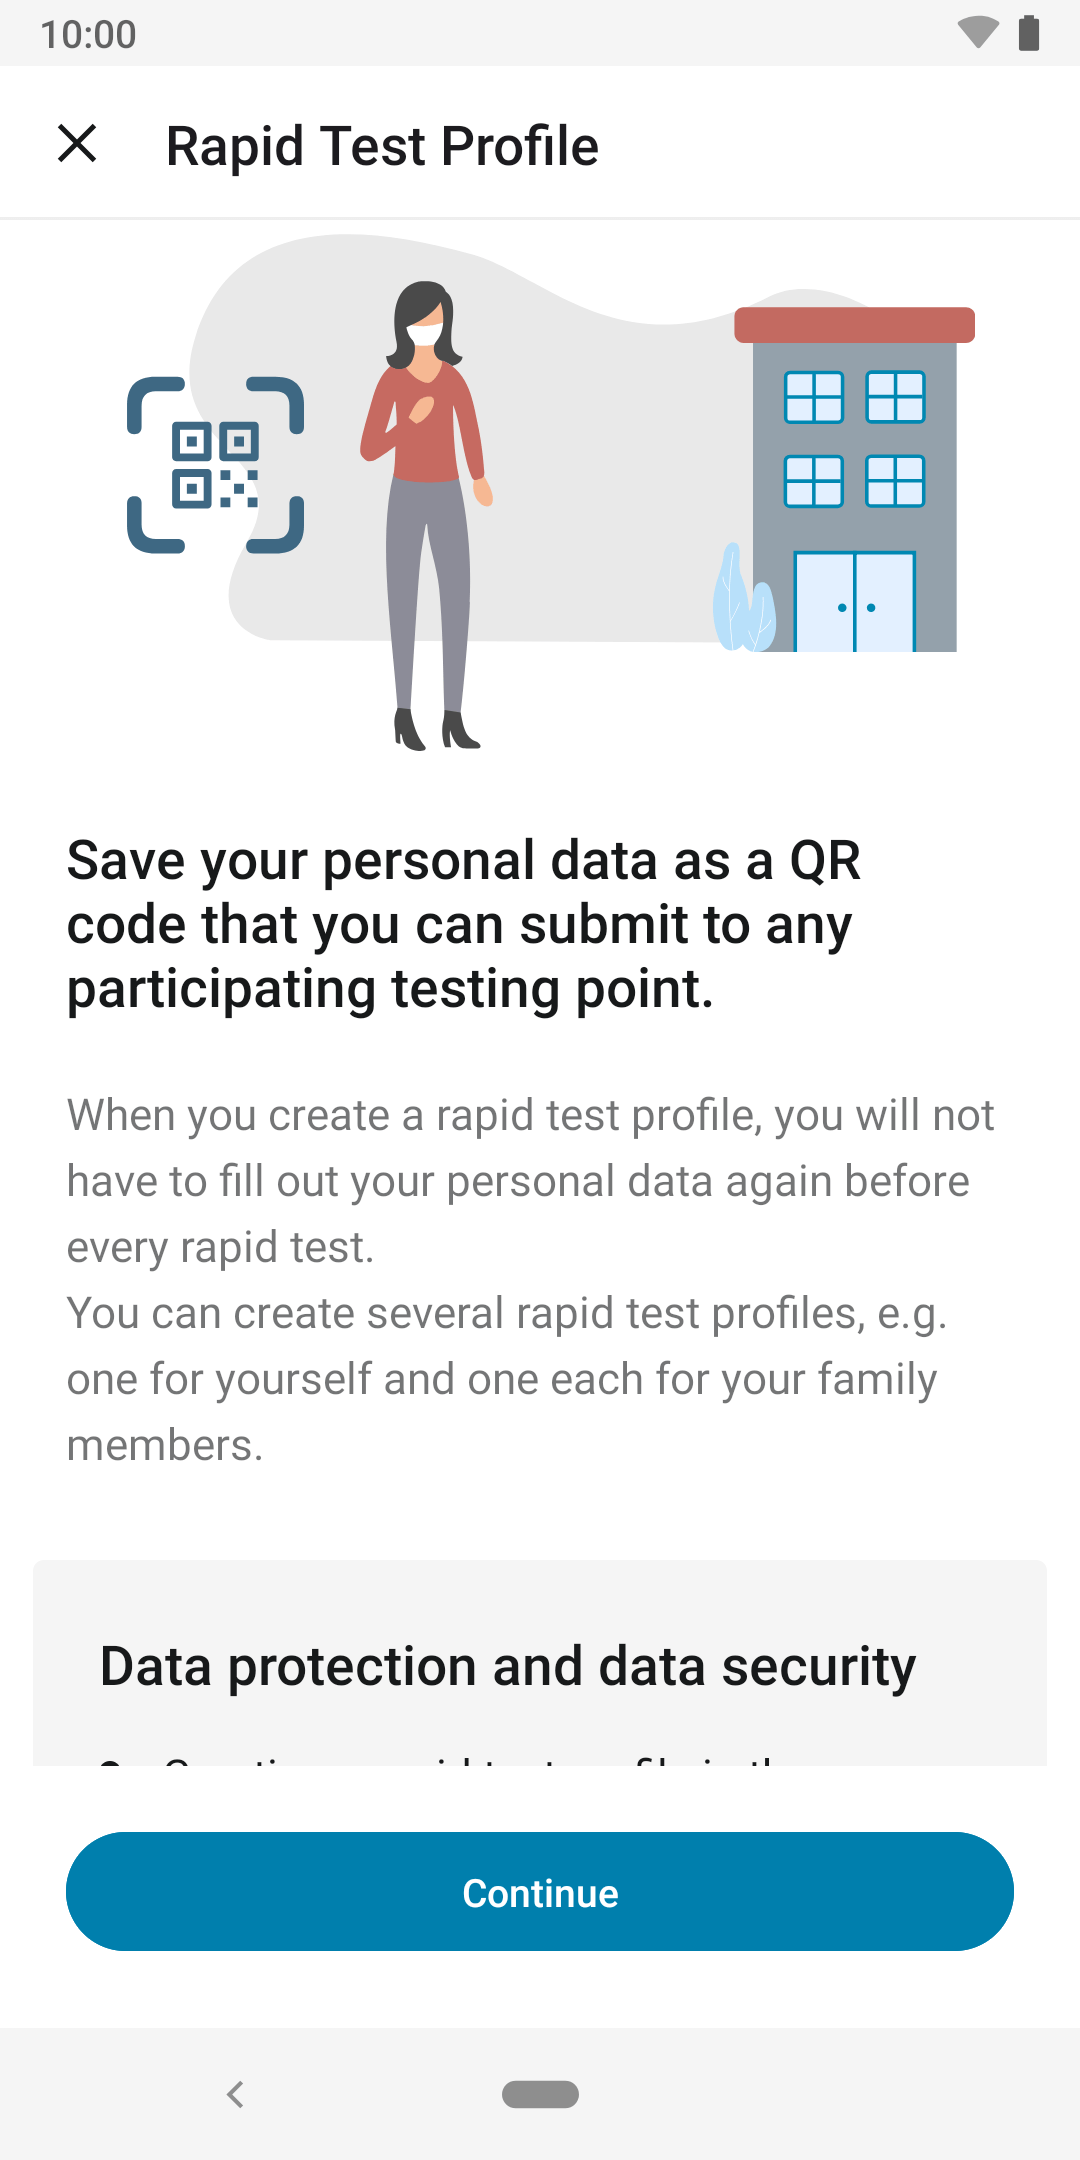 10:00
Rapid Test Profile
Save your personal data as a QR
code that you can submit to any
participating testing point.
When you create a rapid test profile, you will not
have to fill out your personal data again before
every rapid test.
You can create several rapid test profiles, e.g.
one for yourself and one each for your family
members.
Data protection and data security
Continue